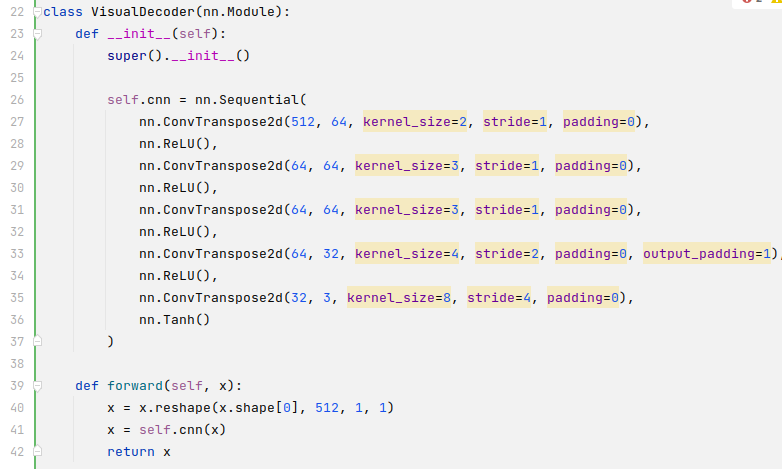 22 class VisualDecoder(nn.Module):
23     def __init__(self):
24         super().__init__()
25
26         self.cnn = nn.Sequential(
27             nn.ConvTranspose2d(512, 64, kernel_size=2, stride=1, padding=0),
28             nn.ReLU(),
29             nn.ConvTranspose2d(64, 64, kernel_size=3, stride=1, padding=0),
30             nn.ReLU(),
31             nn.ConvTranspose2d(64, 64, kernel_size=3, stride=1, padding=0),
32             nn.ReLU(),
33             nn.ConvTranspose2d(64, 32, kernel_size=4, stride=2, padding=0, output_padding=1),
34             nn.ReLU(),
35             nn.ConvTranspose2d(32, 3, kernel_size=8, stride=4, padding=0),
36             nn.Tanh()
37         )
38
39     def forward(self, x):
40         x = x.reshape(x.shape[0], 512, 1, 1)
41         x = self.cnn(x)
42         return x